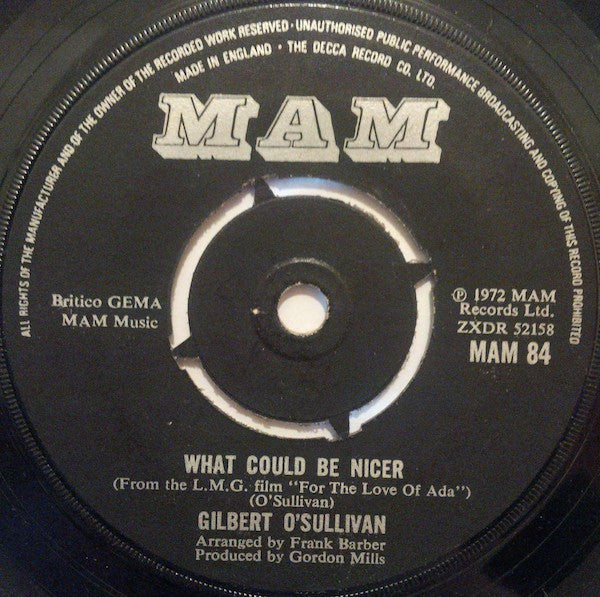 ALL RIGHTS OF THE MANUFACTURER AND OF THE OWNER OF THE RECORDED WORK RESERVED · UNAUTHORISED PUBLIC PERFORMANCE BROADCASTING AND COPYING OF THIS RECORD PROHIBITED
MADE IN ENGLAND · THE DECCA RECORD CO. LTD.
MAM
Britico GEMA
MAM Music
℗ 1972 MAM
Records Ltd.
ZXDR 52158
MAM 84
WHAT COULD BE NICER
(From the L.M.G. film “For The Love Of Ada”)
(O'Sullivan)
GILBERT O'SULLIVAN
Arranged by Frank Barber
Produced by Gordon Mills